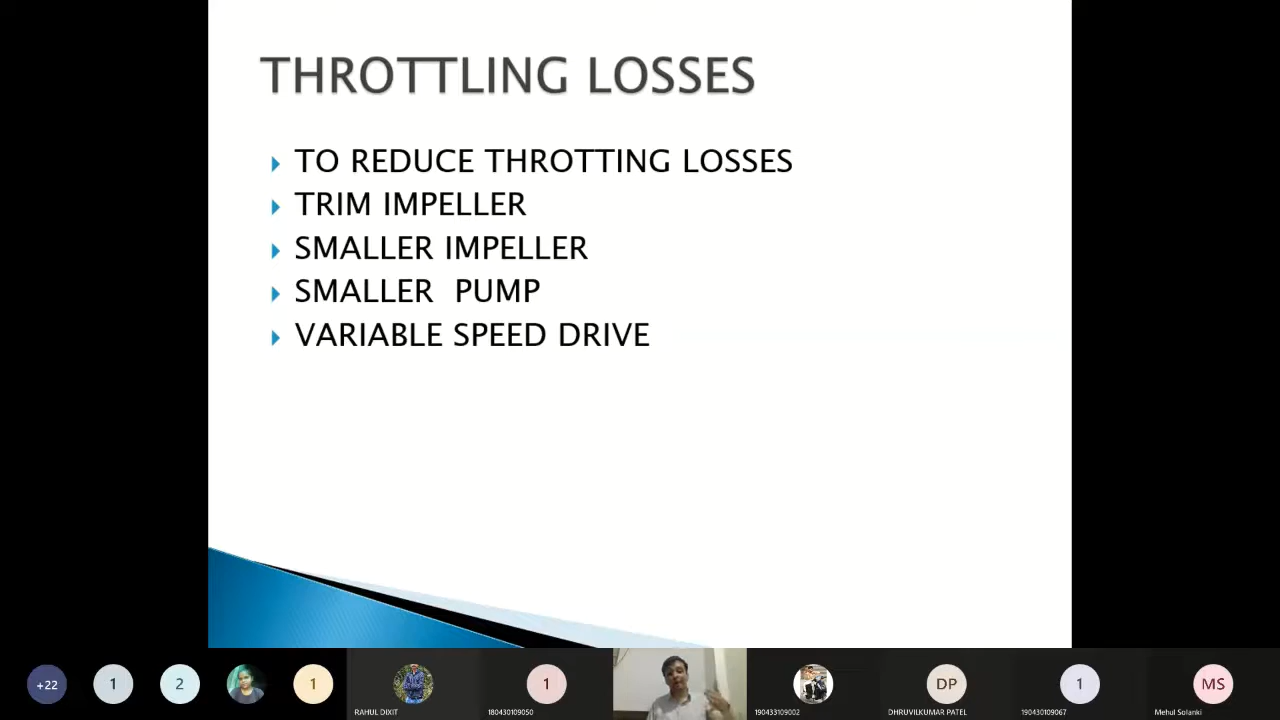 THROTTLING LOSSES
TO REDUCE THROTTING LOSSES
TRIM IMPELLER
SMALLER IMPELLER
SMALLER PUMP
VARIABLE SPEED DRIVE
+22
1
2
1
1
DP
1
MS
RAHUL DIXIT
180430109050
190433109002
DHRUVILKUMAR PATEL
190430109067
Mehul Solanki